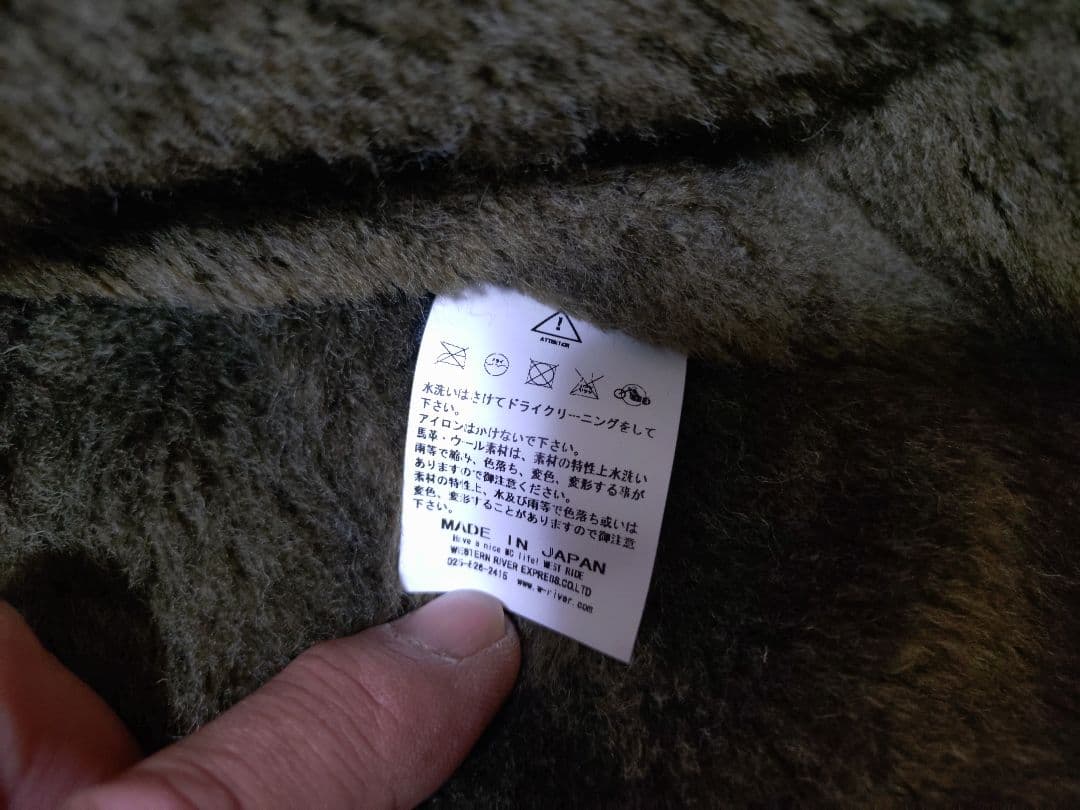 ATTENTION
ドライ
水洗いはさけてドライクリーニングをして
下さい。
アイロンはかけないで下さい。
馬革・ウール素材は、素材の特性上水洗い
雨等で縮み、色落ち、変色、変形する事が
ありますので御注意ください。
素材の特性上、水及び雨等で色落ち或いは
変色、変形することがありますので御注意
下さい。
MADE IN JAPAN
Have a nice MC life! WEST RIDE
WESTERN RIVER EXPRESS.CO.LTD
www.w-river.com